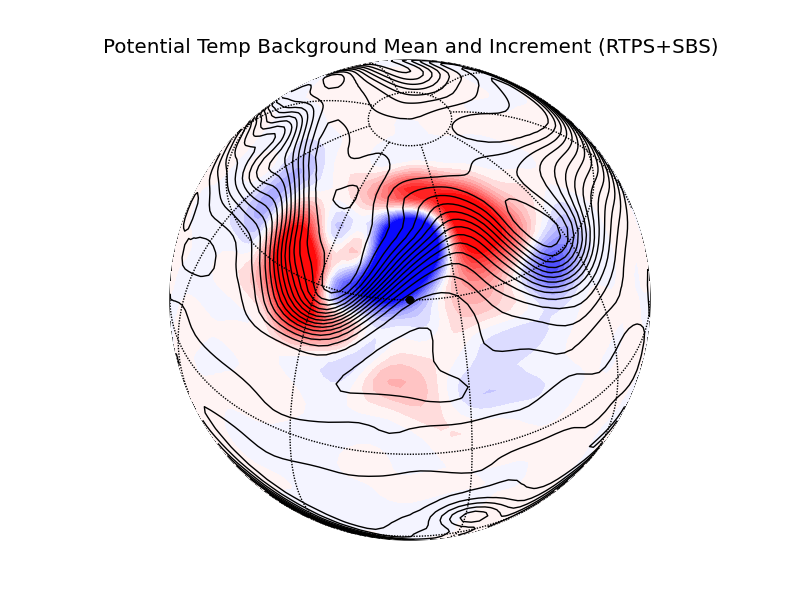 Potential Temp Background Mean and Increment (RTPS+SBS)